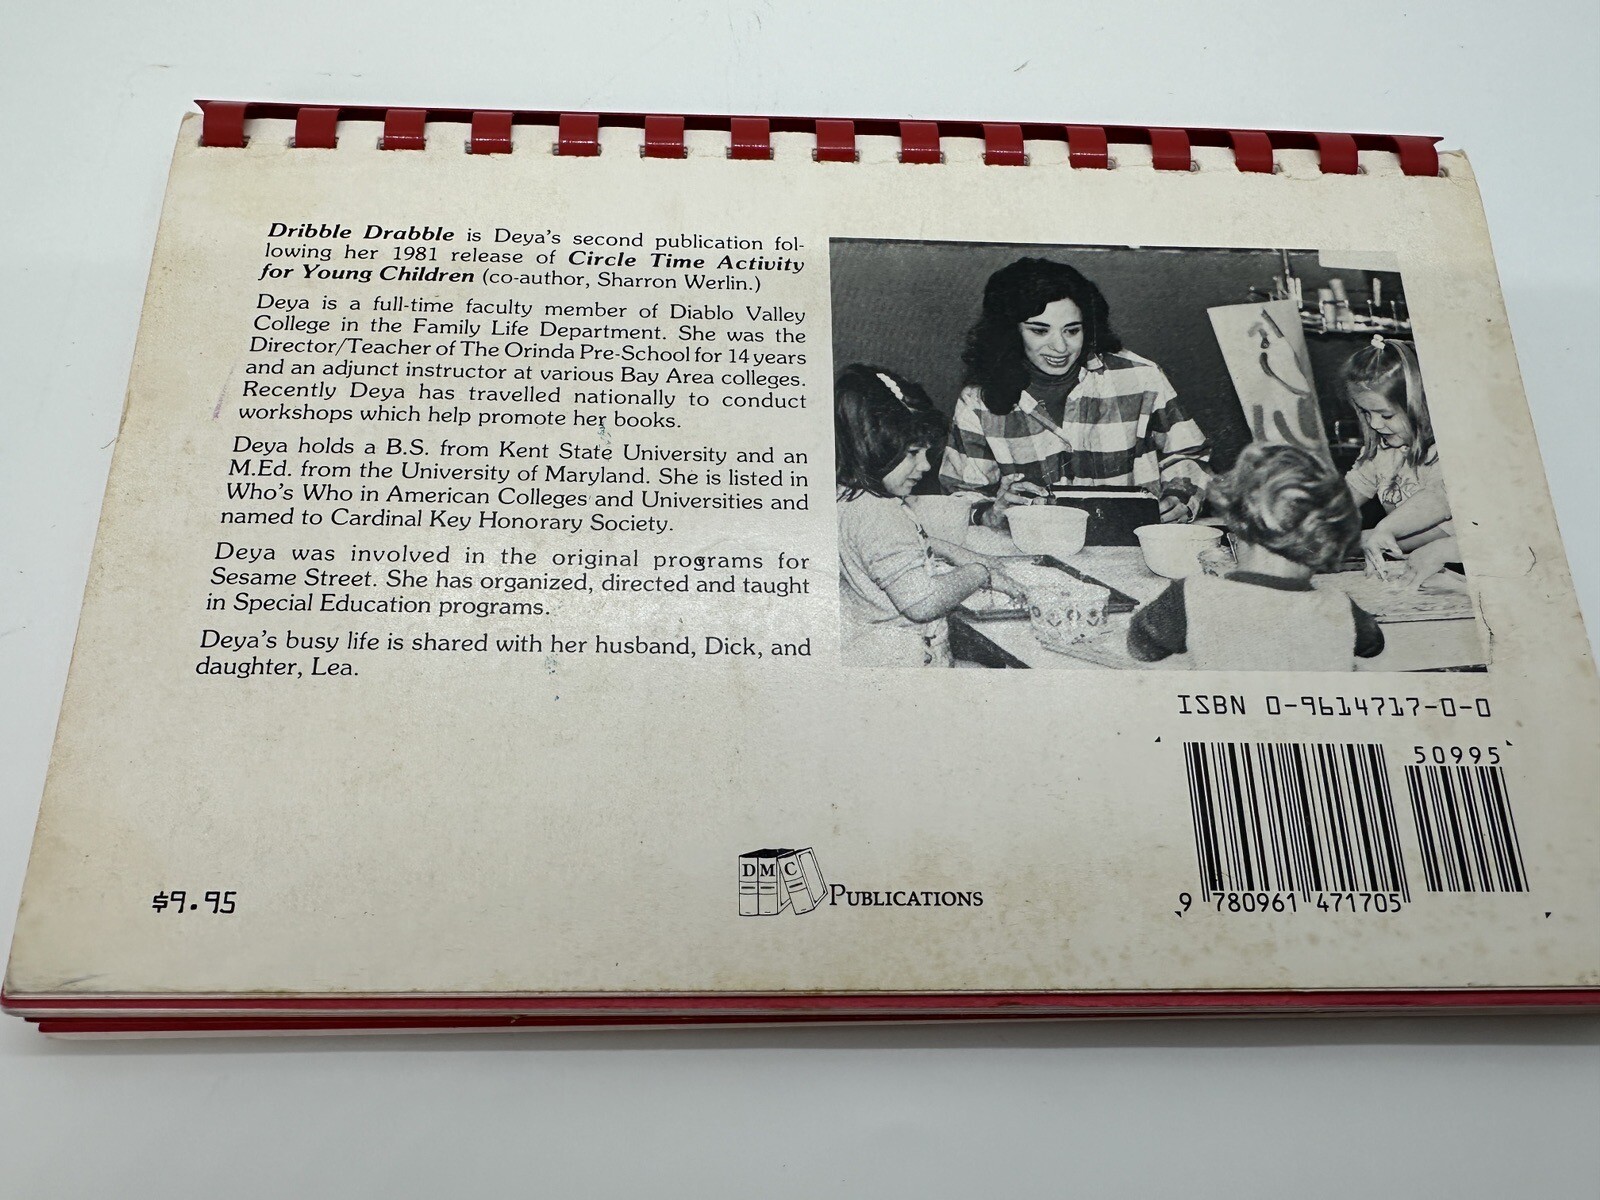 Dribble Drabble is Deya's second publication fol-
lowing her 1981 release of Circle Time Activity
for Young Children (co-author, Sharron Werlin.)
Deya is a full-time faculty member of Diablo Valley
College in the Family Life Department. She was the
Director/Teacher of The Orinda Pre-School for 14 years
and an adjunct instructor at various Bay Area colleges.
Recently Deya has travelled nationally to conduct
workshops which help promote her books.
Deya holds a B.S. from Kent State University and an
M.Ed. from the University of Maryland. She is listed in
Who's Who in American Colleges and Universities and
named to Cardinal Key Honorary Society.
Deya was involved in the original programs for
Sesame Street. She has organized, directed and taught
in Special Education programs.
Deya's busy life is shared with her husband, Dick, and
daughter, Lea.
ISBN 0-9614717-0-0
50995
9 780961 471705
$9.95
DMC PUBLICATIONS